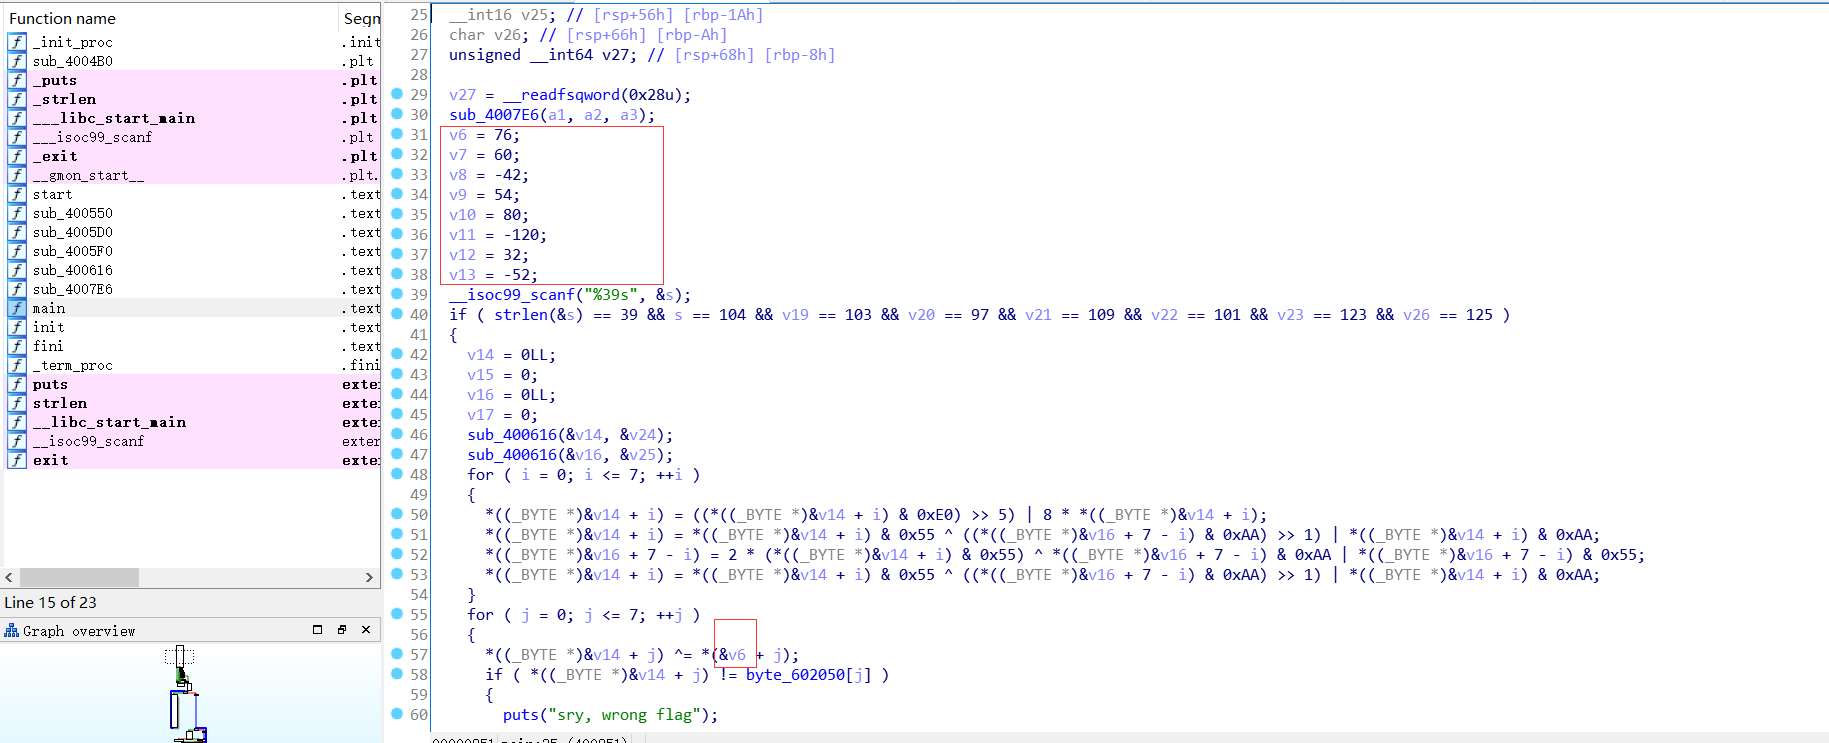 Function name Segm
f _init_proc .init
f sub_4004B0 .plt
f _puts .plt
f _strlen .plt
f ___libc_start_main .plt
f ___isoc99_scanf .plt
f _exit .plt
f __gmon_start__ .plt.
f start .text
f sub_400550 .text
f sub_4005D0 .text
f sub_4005F0 .text
f sub_400616 .text
f sub_4007E6 .text
f main .text
f init .text
f fini .text
f _term_proc .fini
f puts exte
f strlen exte
f __libc_start_main exte
f __isoc99_scanf exter
f exit exte
Line 15 of 23
Graph overview
25 __int16 v25; // [rsp+56h] [rbp-1Ah]
26 char v26; // [rsp+66h] [rbp-Ah]
27 unsigned __int64 v27; // [rsp+68h] [rbp-8h]
28
29 v27 = __readfsqword(0x28u);
30 sub_4007E6(a1, a2, a3);
31 v6 = 76;
32 v7 = 60;
33 v8 = -42;
34 v9 = 54;
35 v10 = 80;
36 v11 = -120;
37 v12 = 32;
38 v13 = -52;
39 __isoc99_scanf("%39s", &s);
40 if ( strlen(&s) == 39 && s == 104 && v19 == 103 && v20 == 97 && v21 == 109 && v22 == 101 && v23 == 123 && v26 == 125 )
41 {
42 v14 = 0LL;
43 v15 = 0;
44 v16 = 0LL;
45 v17 = 0;
46 sub_400616(&v14, &v24);
47 sub_400616(&v16, &v25);
48 for ( i = 0; i <= 7; ++i )
49 {
50 *((_BYTE *)&v14 + i) = ((*((_BYTE *)&v14 + i) & 0xE0) >> 5) | 8 * *((_BYTE *)&v14 + i);
51 *((_BYTE *)&v14 + i) = *((_BYTE *)&v14 + i) & 0x55 ^ ((*((_BYTE *)&v16 + 7 - i) & 0xAA) >> 1) | *((_BYTE *)&v14 + i) & 0xAA;
52 *((_BYTE *)&v16 + 7 - i) = 2 * (*((_BYTE *)&v14 + i) & 0x55) ^ *((_BYTE *)&v16 + 7 - i) & 0xAA | *((_BYTE *)&v16 + 7 - i) & 0x55;
53 *((_BYTE *)&v14 + i) = *((_BYTE *)&v14 + i) & 0x55 ^ ((*((_BYTE *)&v16 + 7 - i) & 0xAA) >> 1) | *((_BYTE *)&v14 + i) & 0xAA;
54 }
55 for ( j = 0; j <= 7; ++j )
56 {
57 *((_BYTE *)&v14 + j) ^= *(&v6 + j);
58 if ( *((_BYTE *)&v14 + j) != byte_602050[j] )
59 {
60 puts("sry, wrong flag");